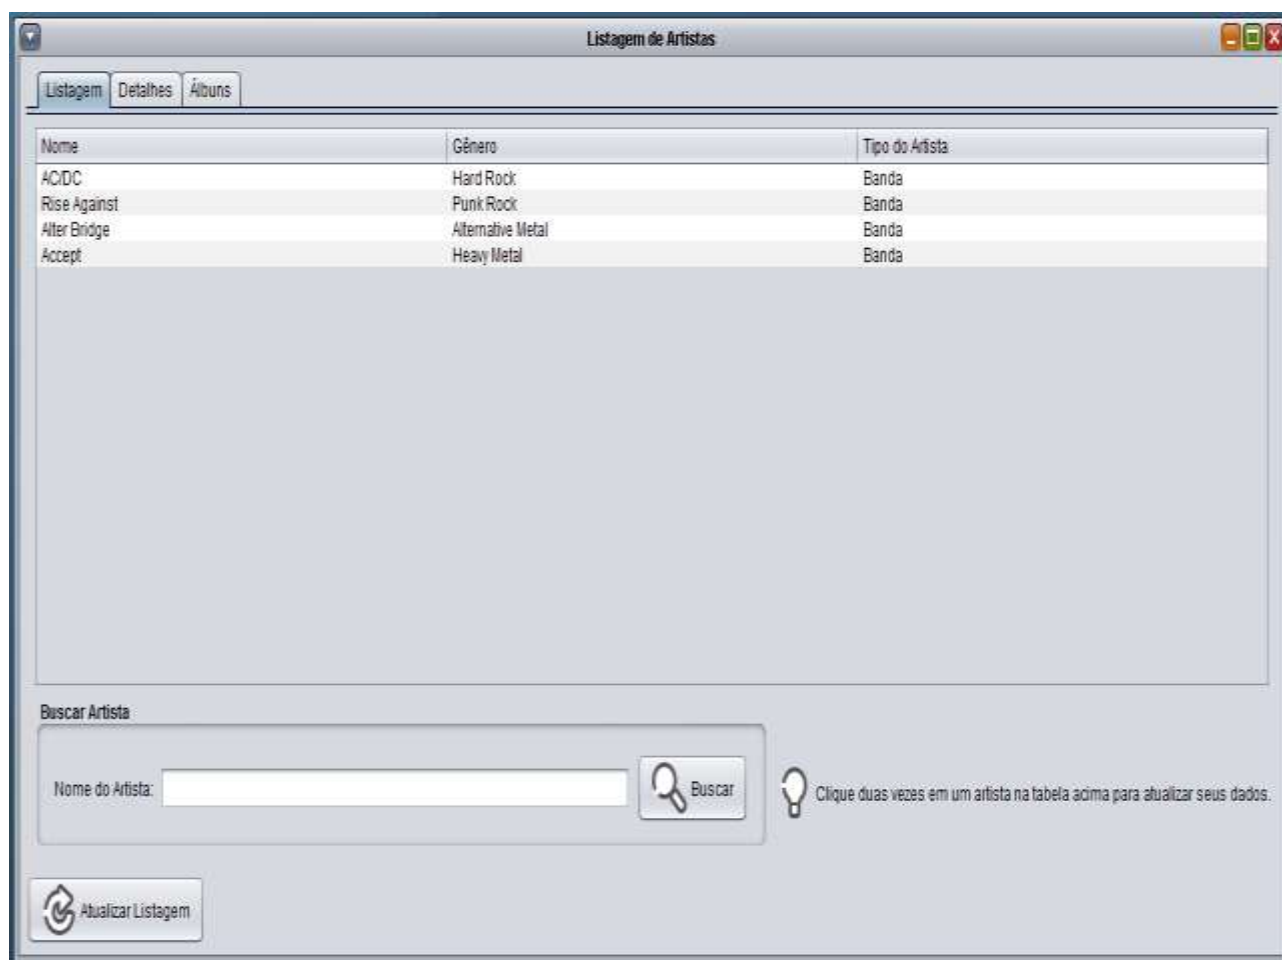 Listagem de Artistas
Listagem Detalhes Álbuns
Nome Gênero Tipo do Artista
AC/DC Hard Rock Banda
Rise Against Punk Rock Banda
Alter Bridge Alternative Metal Banda
Accept Heavy Metal Banda
Buscar Artista
Nome do Artista: Buscar Clique duas vezes em um artista na tabela acima para atualizar seus dados.
Atualizar Listagem